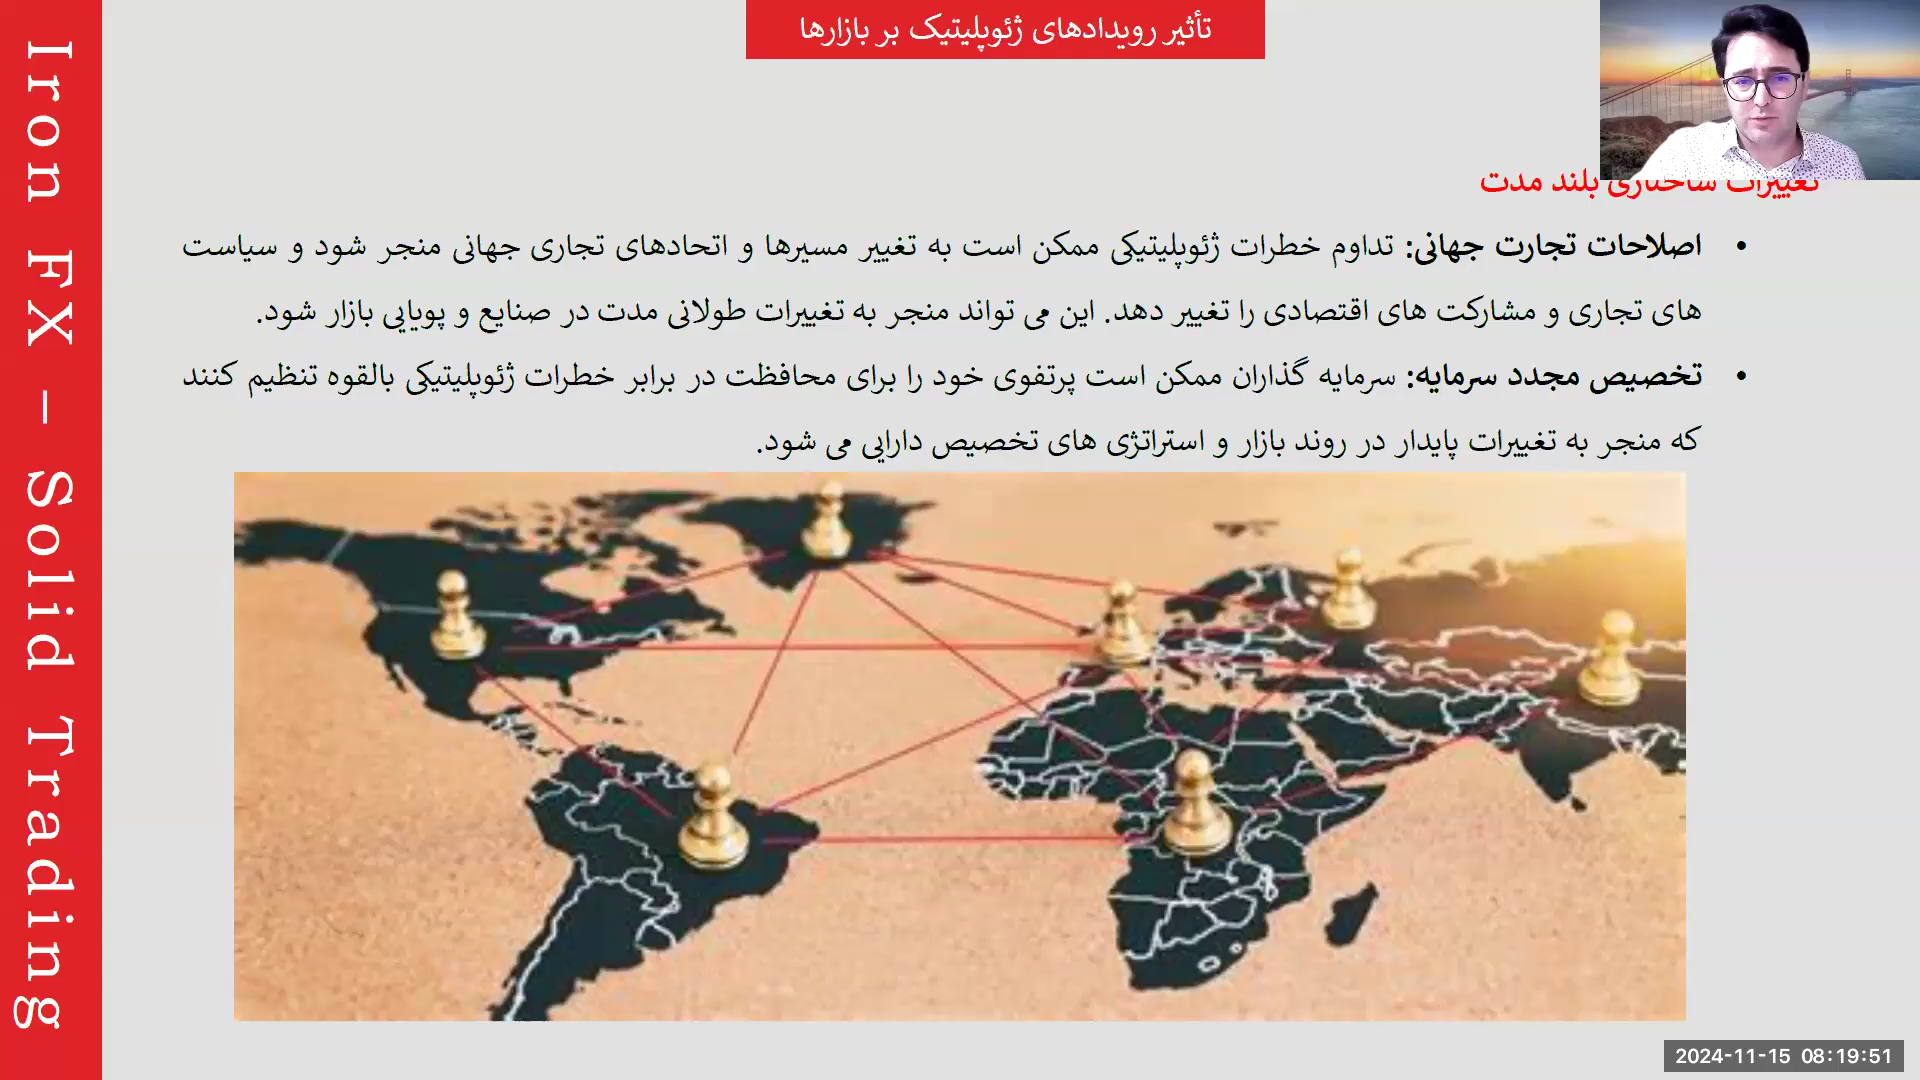 Iron FX – Solid Trading
تأثیر رویدادهای ژئوپلیتیک بر بازارها
تغییرات ساختاری بلند مدت
• اصلاحات تجارت جهانی: تداوم خطرات ژئوپلیتیکی ممکن است به تغییر مسیرها و اتحادهای تجاری جهانی منجر شود و سیاست
های تجاری و مشارکت های اقتصادی را تغییر دهد. این می تواند منجر به تغییرات طولانی مدت در صنایع و پویایی بازار شود.
• تخصیص مجدد سرمایه: سرمایه گذاران ممکن است پرتفوی خود را برای محافظت در برابر خطرات ژئوپلیتیکی بالقوه تنظیم کنند
که منجر به تغییرات پایدار در روند بازار و استراتژی های تخصیص دارایی می شود.
2024-11-15 08:19:51